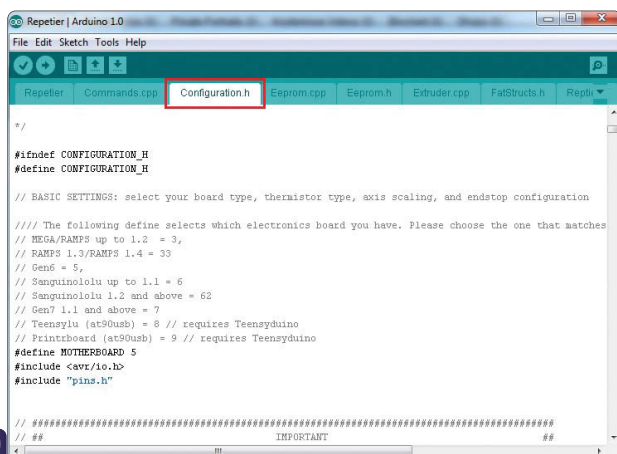 Repetier | Arduino 1.0
File Edit Sketch Tools Help
Repetier Commands.cpp Configuration.h Eeprom.cpp Eeprom.h Extruder.cpp FatStructs.h
*/
#ifndef CONFIGURATION_H
#define CONFIGURATION_H
// BASIC SETTINGS: select your board type, thermistor type, axis scaling, and endstop configuration
//// The following define selects which electronics board you have. Please choose the one that matches
// MEGA/RAMPS up to 1.2 = 3,
// RAMPS 1.3/RAMPS 1.4 = 33
// Gen6 = 5,
// Sanguinololu up to 1.1 = 6
// Sanguinololu 1.2 and above = 62
// Gen7 1.1 and above = 7
// Teensylu (at90usb) = 8 // requires Teensyduino
// Printrboard (at90usb) = 9 // requires Teensyduino
#define MOTHERBOARD 5
#include <avr/io.h>
#include "pins.h"
// ##########################################################################################
// ## IMPORTANT ##